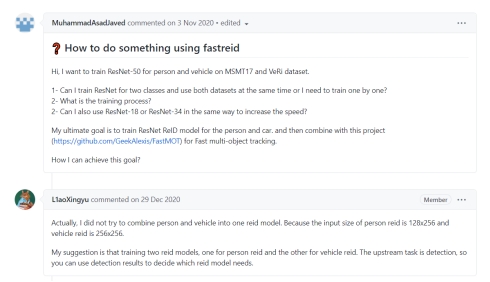 MuhammadAsadJaved commented on 3 Nov 2020 • edited
···
❓ How to do something using fastreid
Hi, I want to train ResNet-50 for person and vehicle on MSMT17 and VeRi dataset.
1- Can I train ResNet for two classes and use both datasets at the same time or I need to train one by one?
2- What is the training process?
2- Can I also use ResNet-18 or ResNet-34 in the same way to increase the speed?
My ultimate goal is to train ResNet ReID model for the person and car. and then combine with this project
(https://github.com/GeekAlexis/FastMOT) for Fast multi-object tracking.
How I can achieve this goal?
L1aoXingyu commented on 29 Dec 2020
Member ···
Actually, I did not try to combine person and vehicle into one reid model. Because the input size of person reid is 128x256 and
vehicle reid is 256x256.
My suggestion is that training two reid models, one for person reid and the other for vehicle reid. The upstream task is detection, so
you can use detection results to decide which reid model needs.